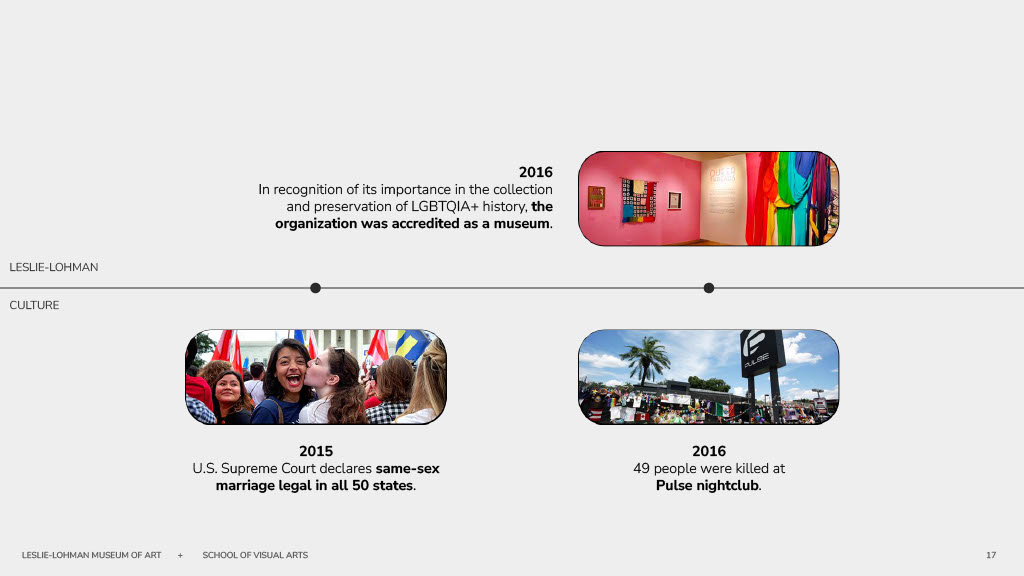 2016
In recognition of its importance in the collection
and preservation of LGBTQIA+ history, the
organization was accredited as a museum.
LESLIE-LOHMAN
CULTURE
PULSE
2015
U.S. Supreme Court declares same-sex
marriage legal in all 50 states.
2016
49 people were killed at
Pulse nightclub.
LESLIE-LOHMAN MUSEUM OF ART + SCHOOL OF VISUAL ARTS
17